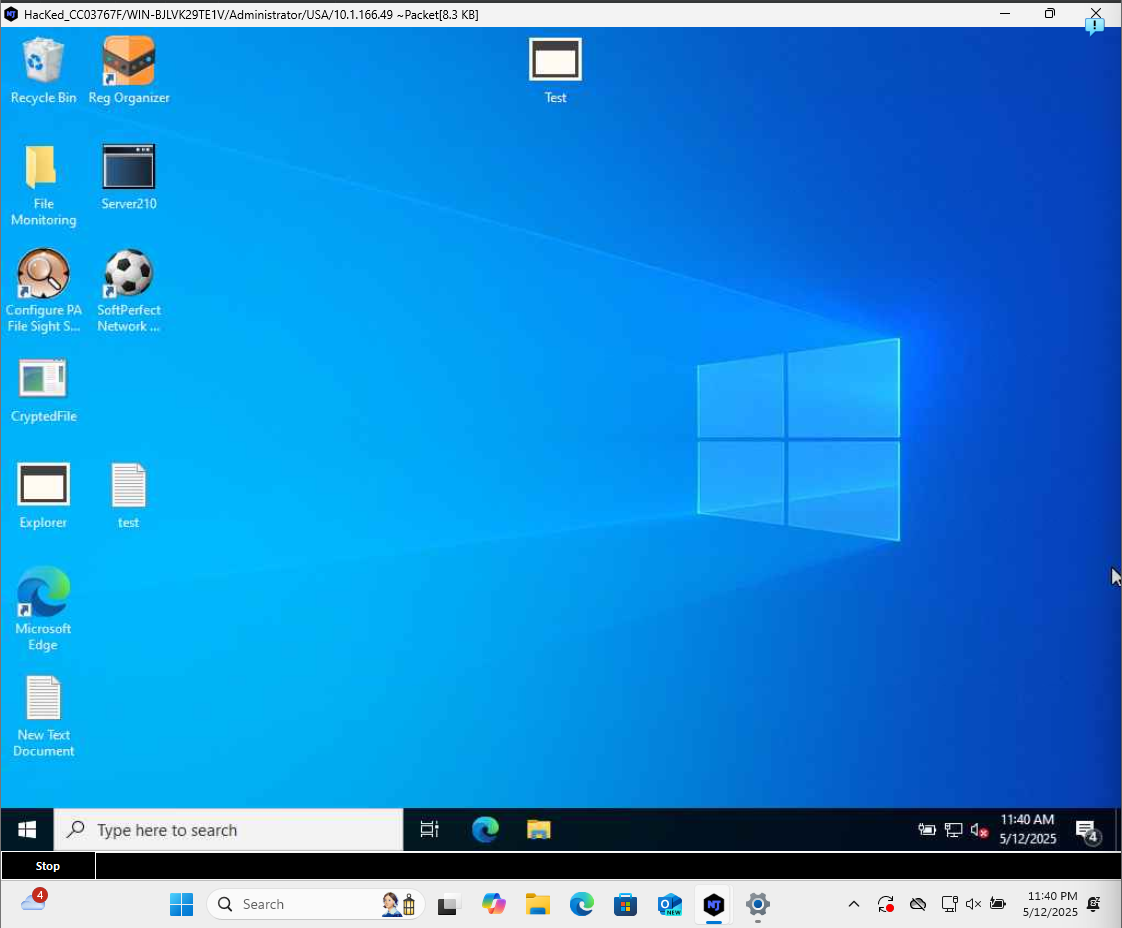 HacKed_CC03767F/WIN-BJLVK29TE1V/Administrator/USA/10.1.166.49 ~Packet[8.3 KB]
Recycle Bin
Reg Organizer
Test
File
Monitoring
Server210
Configure PA
File Sight S...
SoftPerfect
Network ...
CryptedFile
Explorer
test
Microsoft
Edge
New Text
Document
Type here to search
11:40 AM
5/12/2025
4
Stop
4
Search
NEW
NJ
11:40 PM
5/12/2025